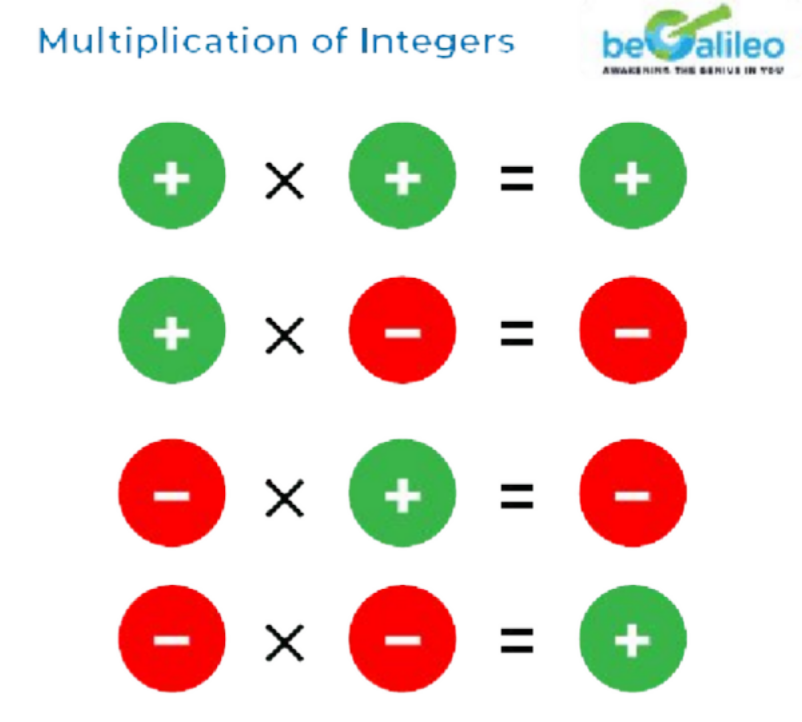 Multiplication of Integers
beGalileo
AWAKENING THE GENIUS IN YOU
+ × + = +
+ × − = −
− × + = −
− × − = +